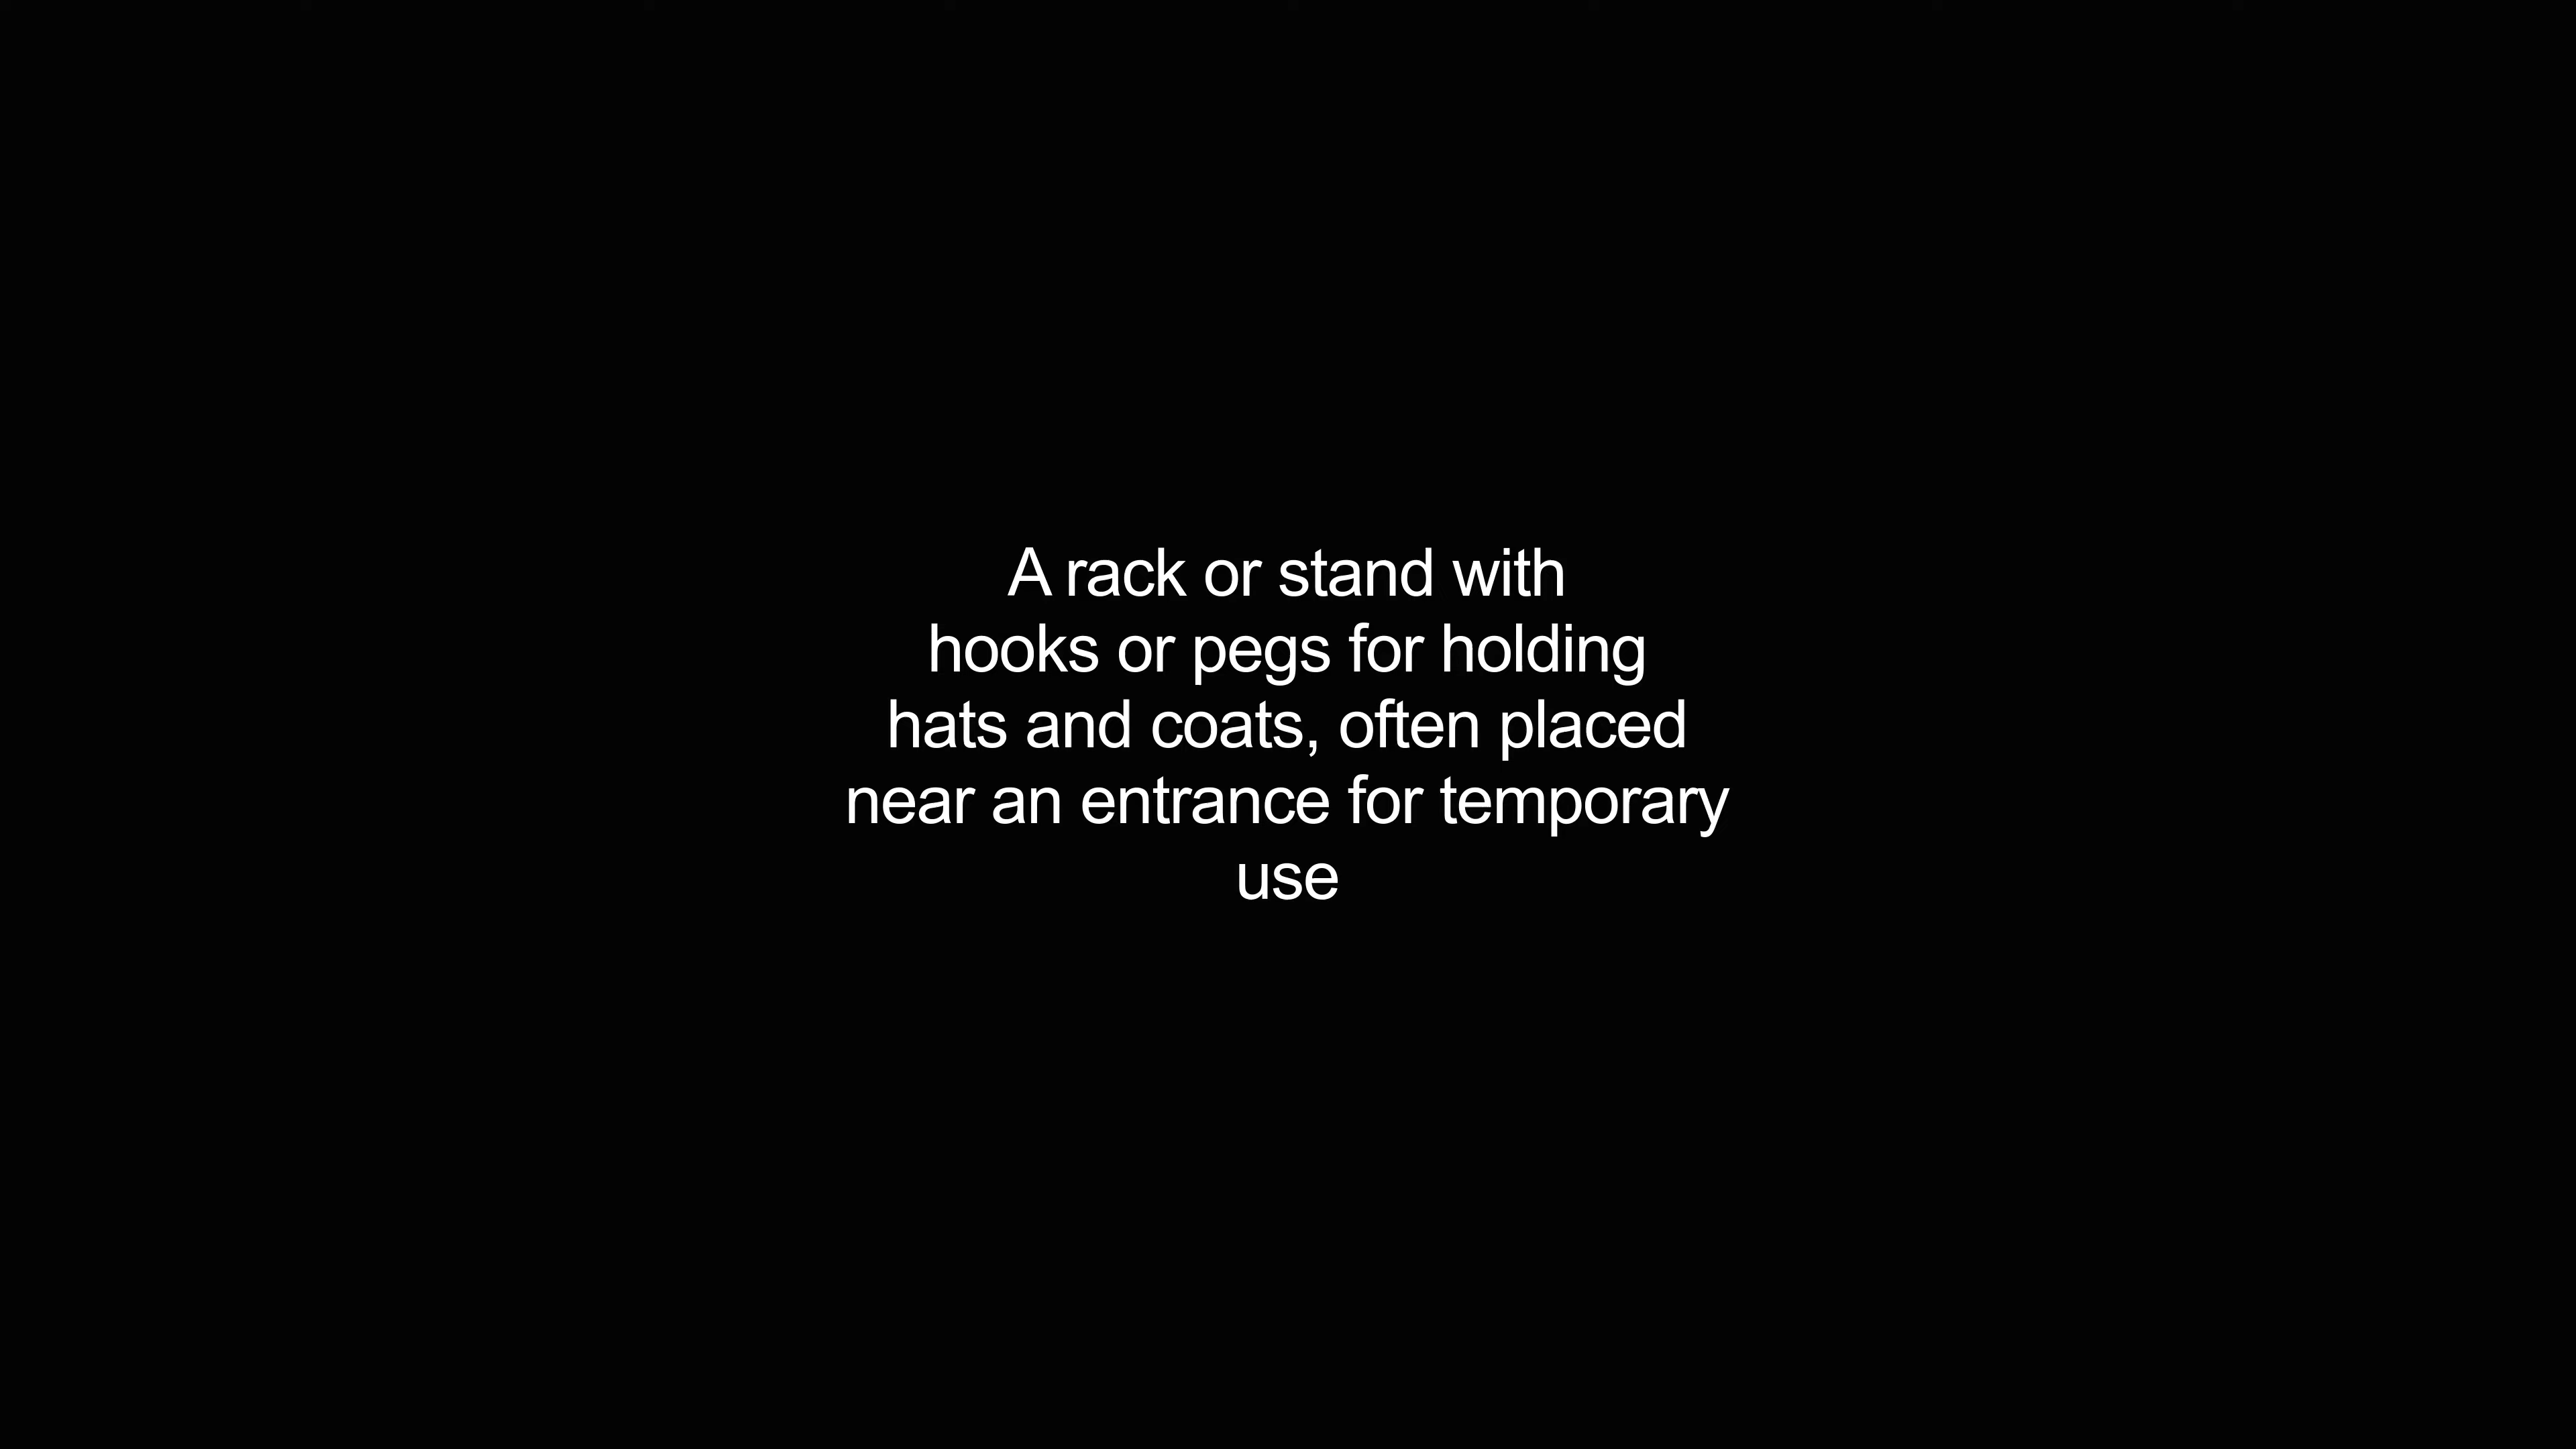 A rack or stand with
hooks or pegs for holding
hats and coats, often placed
near an entrance for temporary
use